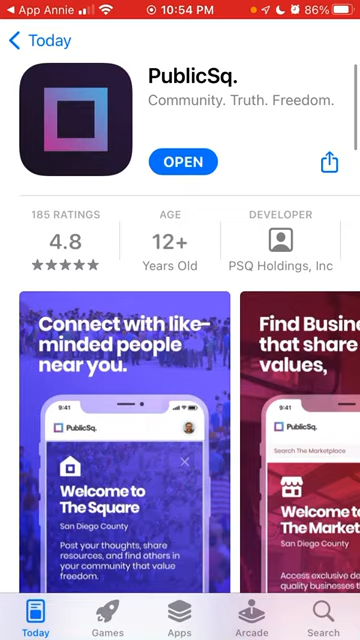 App Annie 10:54 PM 86%
Today
PublicSq.
Community. Truth. Freedom.
OPEN
185 RATINGS AGE DEVELOPER
4.8 12+
Years Old PSQ Holdings, Inc
Connect with like-
minded people
near you.
9:41
PublicSq.
Welcome to
The Square
San Diego County
Post your thoughts, share
resources, and find others in
your community that value
freedom.
Find Busine
that share
values,
9:41
PublicSq.
Search The Marketplace
Welcome to
The Market
San Diego County
Access exclusive de
quality businesses t
Today Games Apps Arcade Search